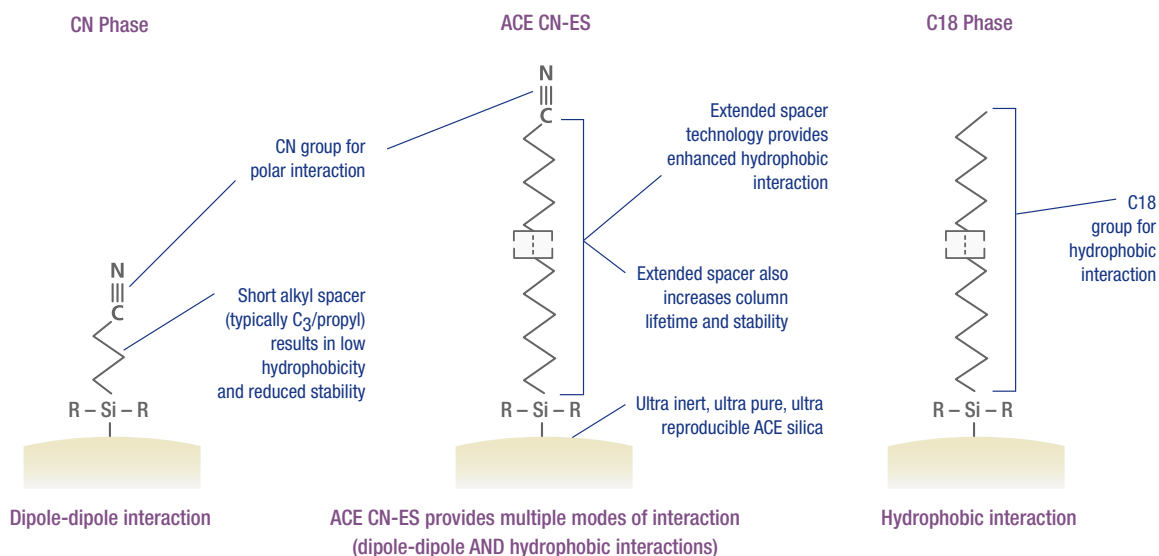 CN Phase
ACE CN-ES
C18 Phase
N
C
CN group for
polar interaction
Extended spacer
technology provides
enhanced hydrophobic
interaction
C18
group for
hydrophobic
interaction
N
C
Short alkyl spacer
(typically C3/propyl)
results in low
hydrophobicity
and reduced stability
Extended spacer also
increases column
lifetime and stability
R – Si – R
R – Si – R
R – Si – R
Ultra inert, ultra pure, ultra
reproducible ACE silica
Dipole-dipole interaction
ACE CN-ES provides multiple modes of interaction
(dipole-dipole AND hydrophobic interactions)
Hydrophobic interaction